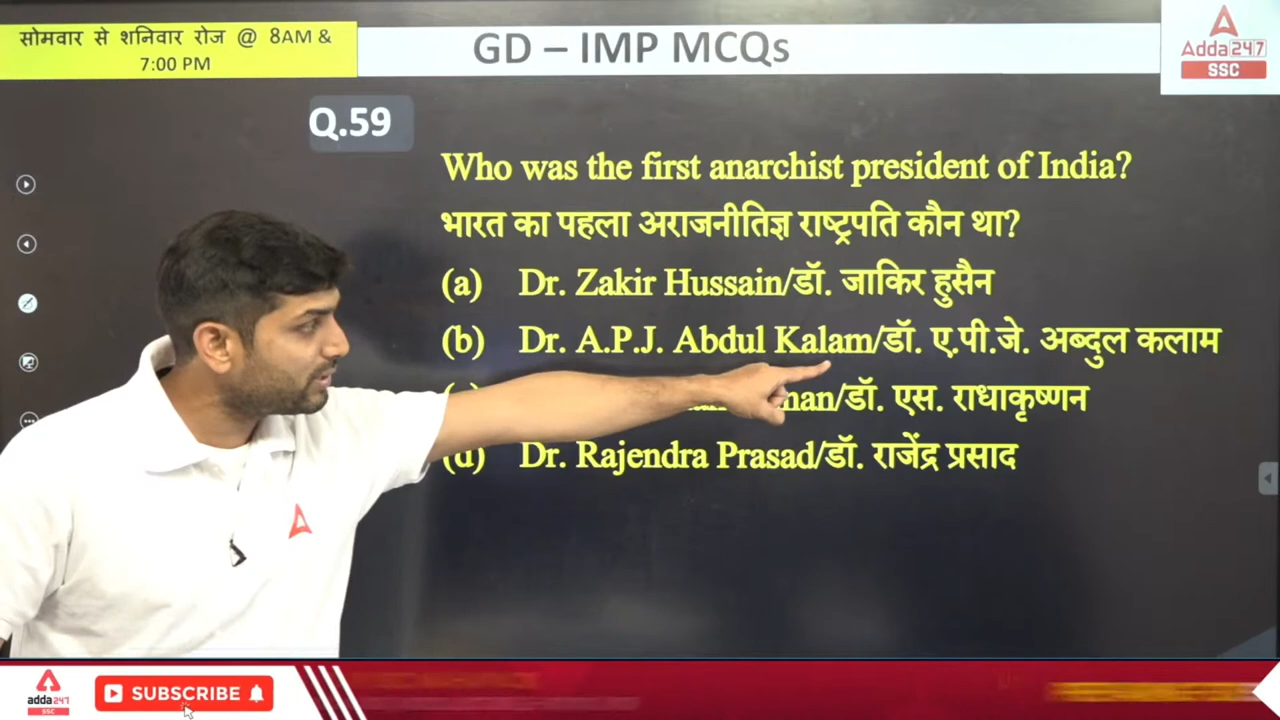 सोमवार से शनिवार रोज @ 8AM &
7:00 PM
GD – IMP MCQs
Adda247
SSC
Q.59
Who was the first anarchist president of India?
भारत का पहला अराजनीतिज्ञ राष्ट्रपति कौन था?
(a) Dr. Zakir Hussain/डॉ. जाकिर हुसैन
(b) Dr. A.P.J. Abdul Kalam/डॉ. ए.पी.जे. अब्दुल कलाम
/डॉ. एस. राधाकृष्णन
(d) Dr. Rajendra Prasad/डॉ. राजेंद्र प्रसाद
adda247
SSC
SUBSCRIBE